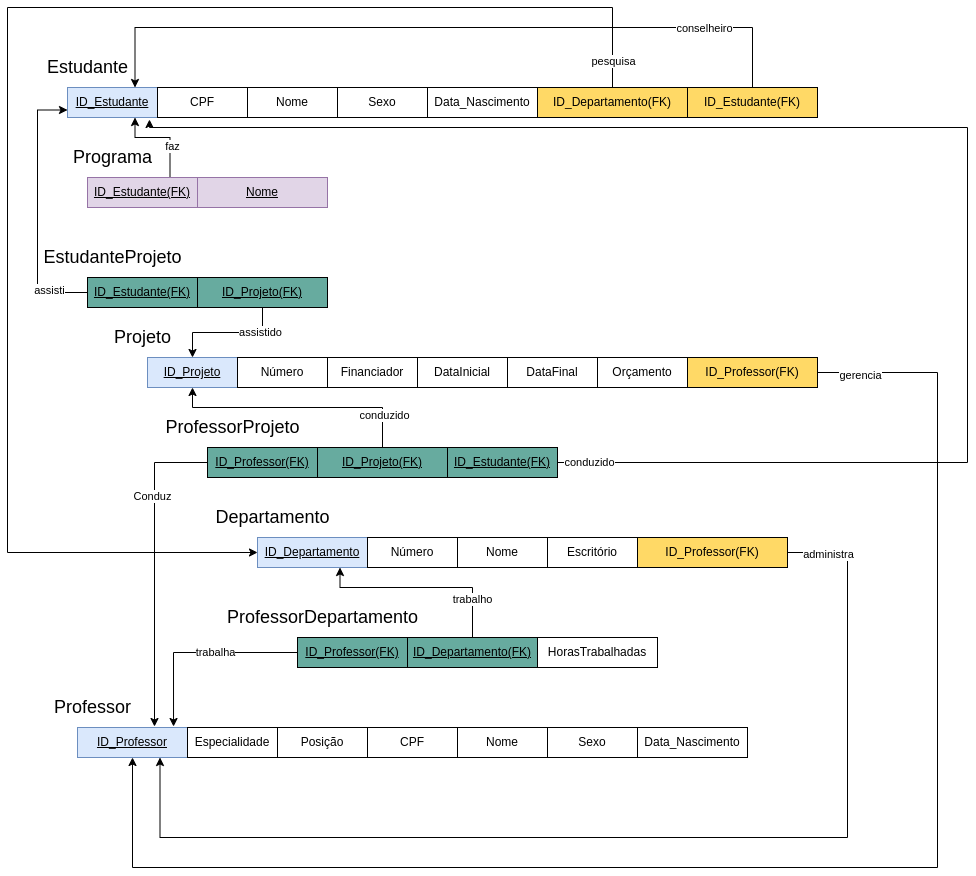 conselheiro
pesquisa
Estudante
ID_Estudante CPF Nome Sexo Data_Nascimento ID_Departamento(FK) ID_Estudante(FK)
faz
Programa
ID_Estudante(FK) Nome
EstudanteProjeto
assisti ID_Estudante(FK) ID_Projeto(FK)
assistido
Projeto
ID_Projeto Número Financiador DataInicial DataFinal Orçamento ID_Professor(FK) gerencia
conduzido
ProfessorProjeto
ID_Professor(FK) ID_Projeto(FK) ID_Estudante(FK) conduzido
Conduz
Departamento
ID_Departamento Número Nome Escritório ID_Professor(FK) administra
trabalho
ProfessorDepartamento
trabalha ID_Professor(FK) ID_Departamento(FK) HorasTrabalhadas
Professor
ID_Professor Especialidade Posição CPF Nome Sexo Data_Nascimento